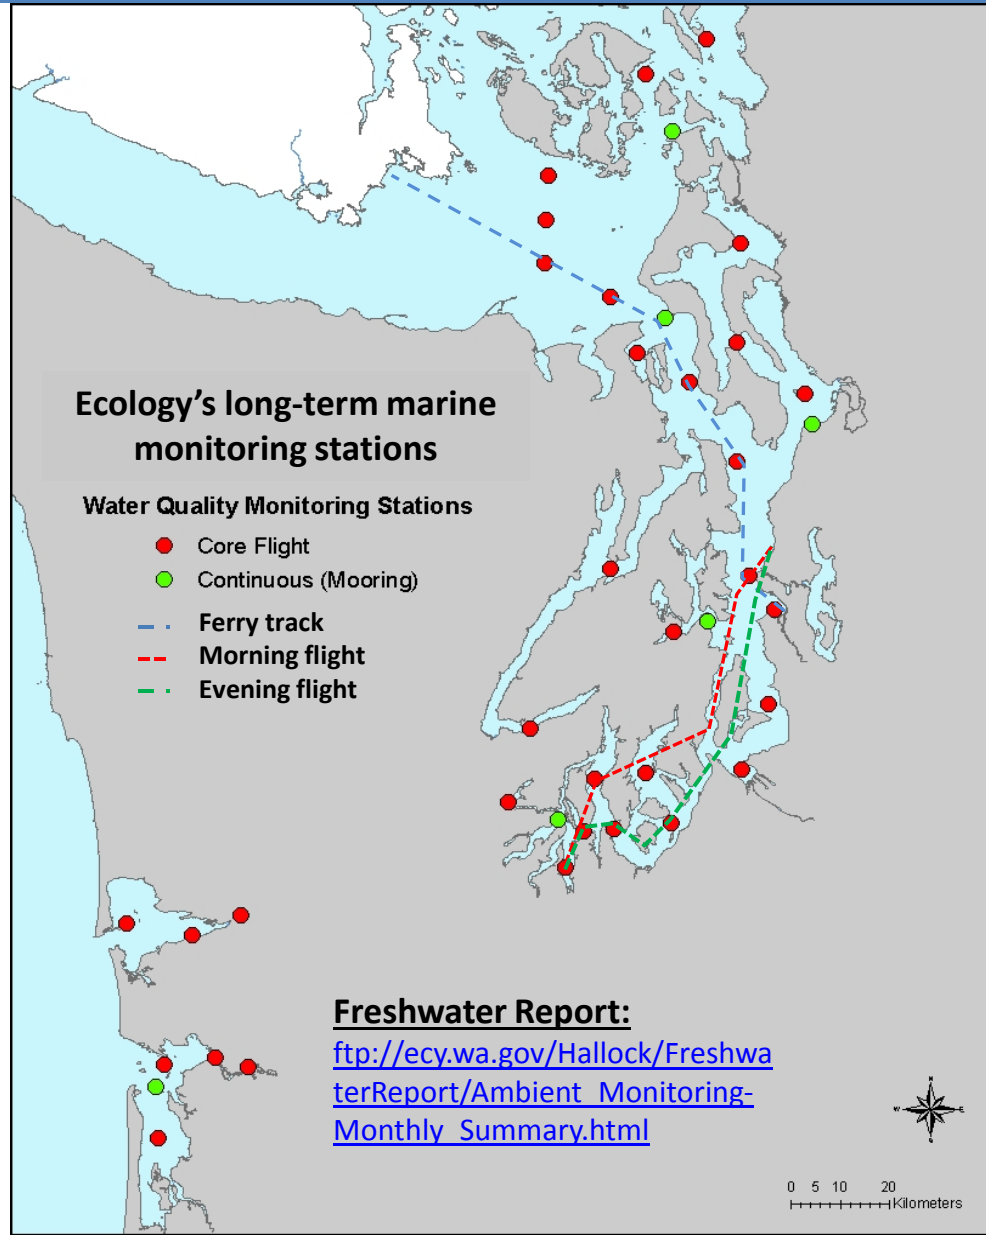 Ecology's long-term marine
monitoring stations
Water Quality Monitoring Stations
Core Flight
Continuous (Mooring)
Ferry track
Morning flight
Evening flight
Freshwater Report:
ftp://ecy.wa.gov/Hallock/Freshwa
terReport/Ambient_Monitoring-
Monthly_Summary.html
N
W E
S
0 5 10 20
Kilometers